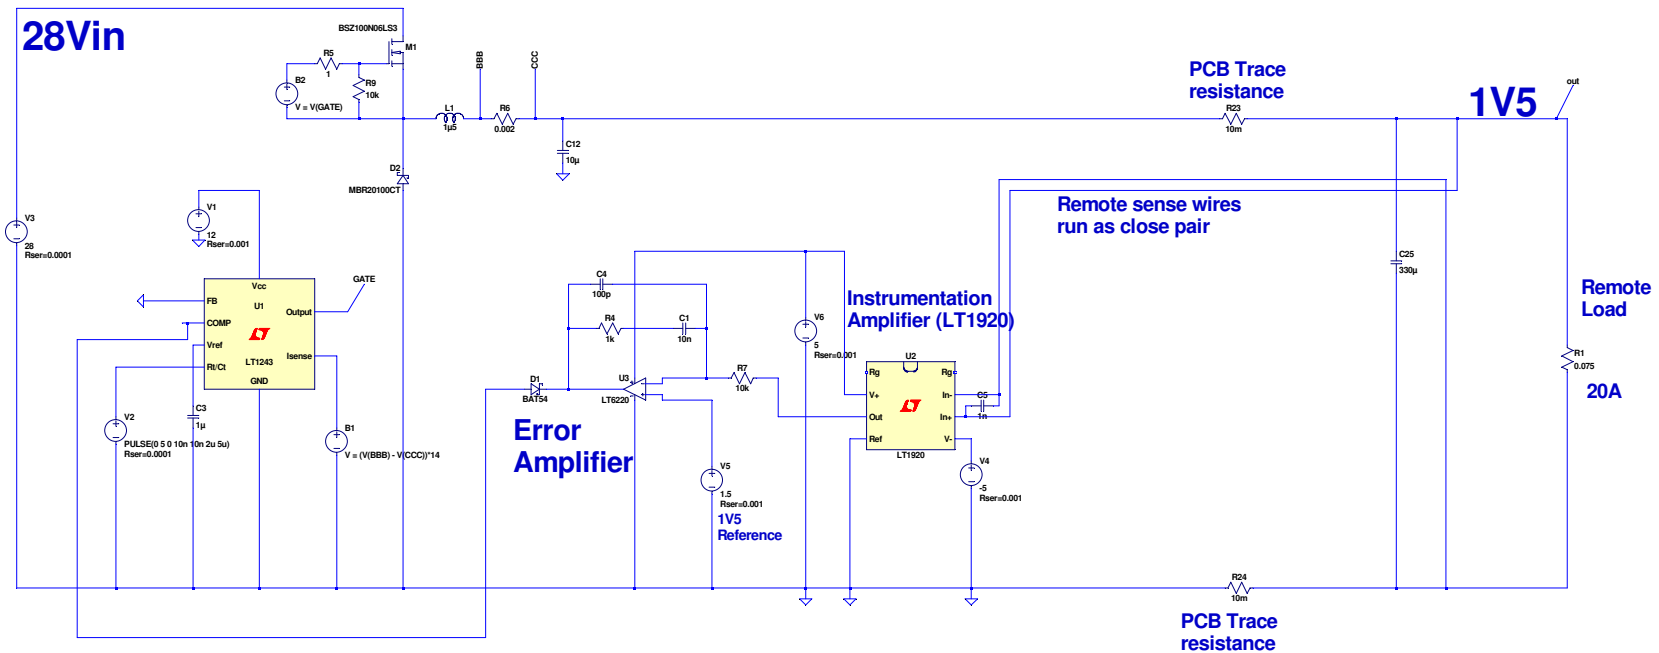 28Vin
BSZ100N06LS3
M1
R5
1
R9
10k
B2
V = V(GATE)
BBB
CCC
L1
1µ5
R6
0.002
C12
10µ
D2
MBR20100CT
PCB Trace
resistance
R23
10m
1V5
out
Remote sense wires
run as close pair
V3
28
Rser=0.0001
V1
12
Rser=0.001
GATE
Vcc
FB
U1
Output
COMP
Vref
LT1243
Isense
Rt/Ct
GND
V2
PULSE(0 5 0 10n 10n 2u 5u)
Rser=0.0001
C3
1µ
B1
V = (V(BBB) - V(CCC))*14
C4
100p
R4
1k
C1
10n
D1
BAT54
U3
LT6220
R7
10k
Error
Amplifier
V5
1.5
Rser=0.001
1V5
Reference
V6
5
Rser=0.001
Instrumentation
Amplifier (LT1920)
U2
Rg
Rg
V+
In-
Out
In+
Ref
V-
LT1920
C5
1n
V4
-5
Rser=0.001
C25
330µ
Remote
Load
R1
0.075
20A
R24
10m
PCB Trace
resistance